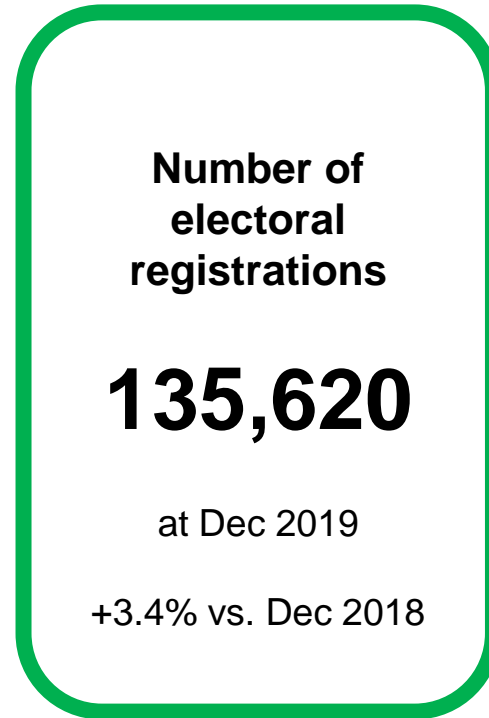 Number of
electoral
registrations
135,620
at Dec 2019
+3.4% vs. Dec 2018